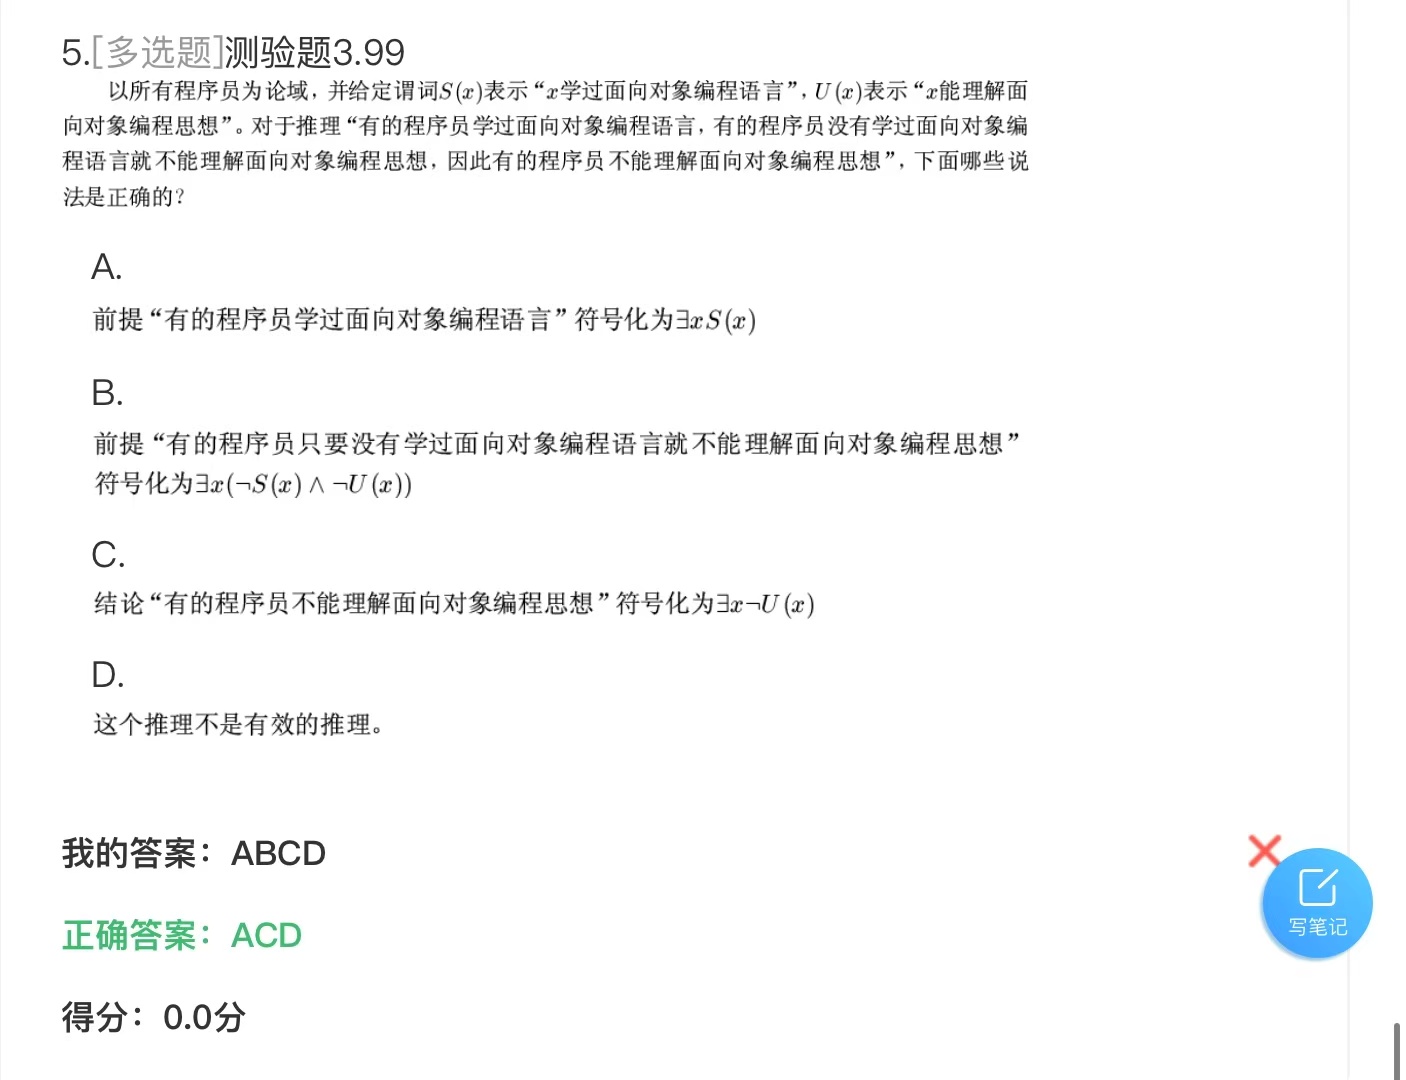 5.[多选题]测验题3.99
以所有程序员为论域，并给定谓词S(x)表示“x学过面向对象编程语言”，U(x)表示“x能理解面
向对象编程思想”。对于推理“有的程序员学过面向对象编程语言，有的程序员没有学过面向对象编
程语言就不能理解面向对象编程思想，因此有的程序员不能理解面向对象编程思想”，下面哪些说
法是正确的？
A.
前提“有的程序员学过面向对象编程语言”符号化为∃xS(x)
B.
前提“有的程序员只要没有学过面向对象编程语言就不能理解面向对象编程思想”
符号化为∃x(¬S(x)∧¬U(x))
C.
结论“有的程序员不能理解面向对象编程思想”符号化为∃x¬U(x)
D.
这个推理不是有效的推理。
我的答案：ABCD
正确答案：ACD
写笔记
得分：0.0分